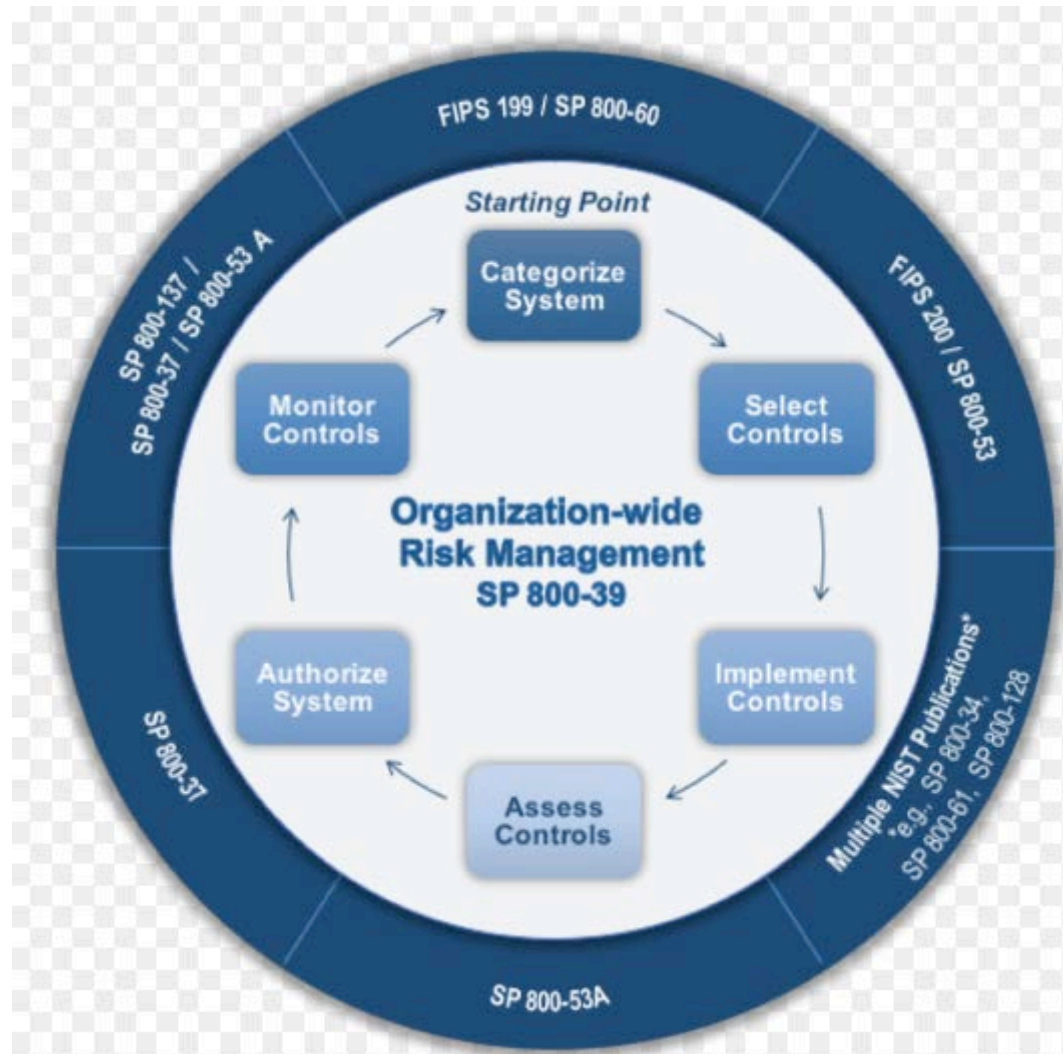 FIPS 199 / SP 800-60
Starting Point
Categorize
System
FIPS 200 / SP 800-53
Select
Controls
Multiple NIST Publications*
*e.g., SP 800-34,
SP 800-61, SP 800-128
Implement
Controls
SP 800-53A
Assess
Controls
SP 800-37
Authorize
System
SP 800-137 /
SP 800-37 / SP 800-53 A
Monitor
Controls
Organization-wide
Risk Management
SP 800-39